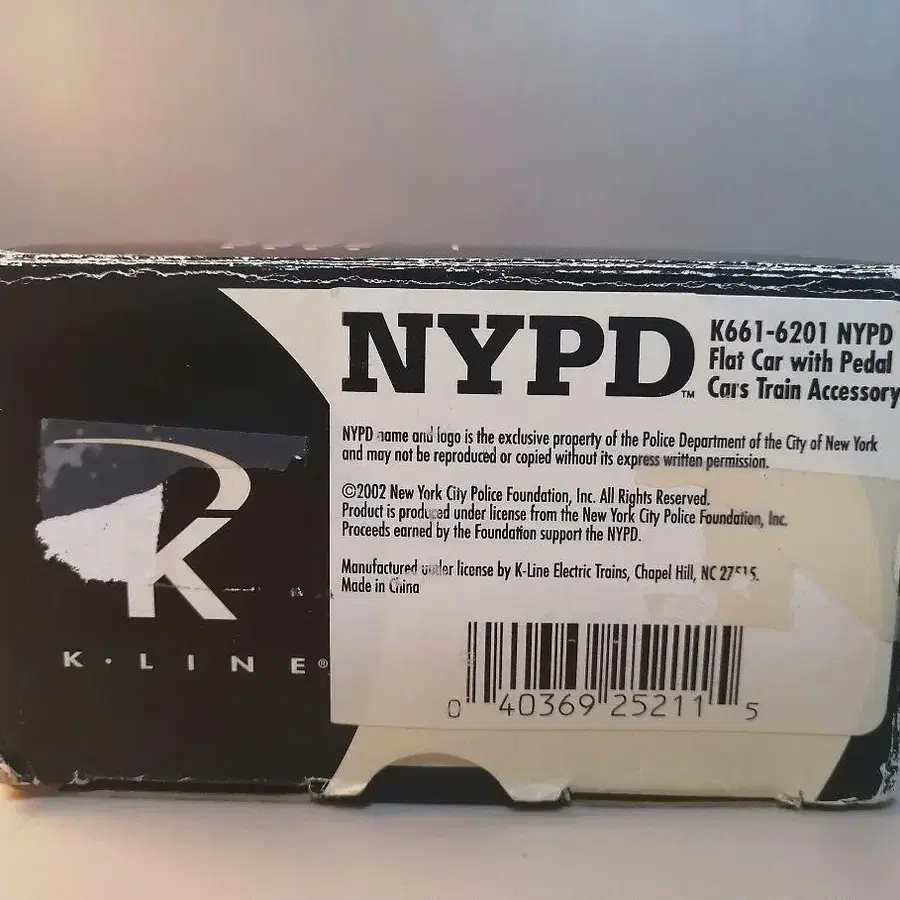 NYPD™
K661-6201 NYPD
Flat Car with Pedal
Cars Train Accessory
NYPD name and logo is the exclusive property of the Police Department of the City of New York
and may not be reproduced or copied without its express written permission.
©2002 New York City Police Foundation, Inc. All Rights Reserved.
Product is produced under license from the New York City Police Foundation, Inc.
Proceeds earned by the Foundation support the NYPD.
Manufactured under license by K-Line Electric Trains, Chapel Hill, NC 27515.
Made in China
K
K·LINE®
0 40369 25211 5